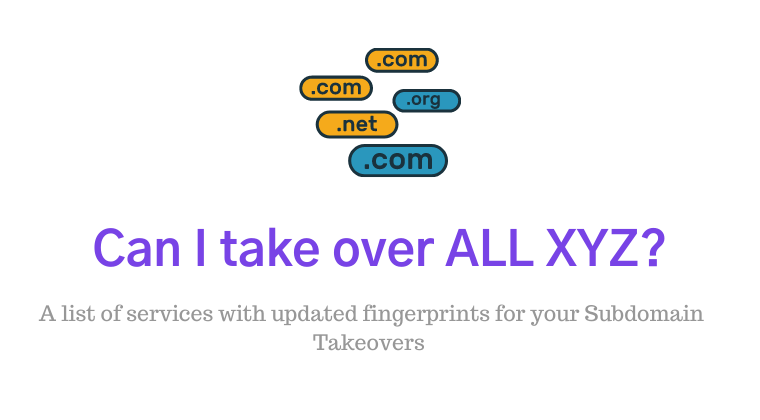 .com
.com
.org
.net
.com
Can I take over ALL XYZ?
A list of services with updated fingerprints for your Subdomain
Takeovers